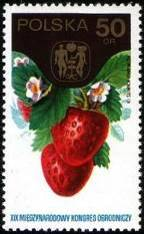 POLSKA 50
GR
XIX MIĘDZYNARODOWY KONGRES OGRODNICZY